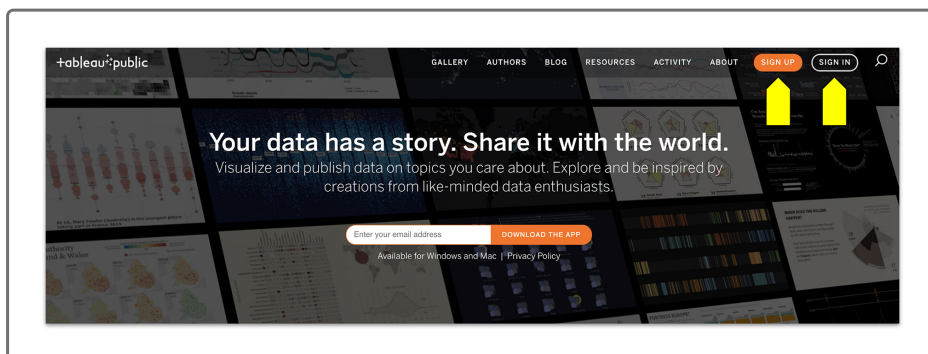 +ableau+public
GALLERY AUTHORS BLOG RESOURCES ACTIVITY ABOUT SIGN UP SIGN IN
Your data has a story. Share it with the world.
Visualize and publish data on topics you care about. Explore and be inspired by
creations from like-minded data enthusiasts.
Enter your email address DOWNLOAD THE APP
Available for Windows and Mac | Privacy Policy